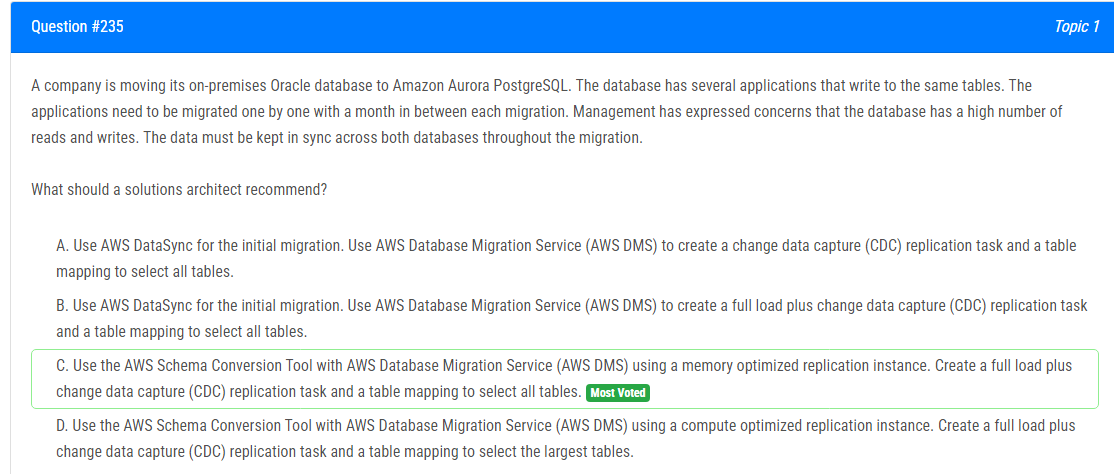 Question #235
Topic 1
A company is moving its on-premises Oracle database to Amazon Aurora PostgreSQL. The database has several applications that write to the same tables. The
applications need to be migrated one by one with a month in between each migration. Management has expressed concerns that the database has a high number of
reads and writes. The data must be kept in sync across both databases throughout the migration.
What should a solutions architect recommend?
A. Use AWS DataSync for the initial migration. Use AWS Database Migration Service (AWS DMS) to create a change data capture (CDC) replication task and a table
mapping to select all tables.
B. Use AWS DataSync for the initial migration. Use AWS Database Migration Service (AWS DMS) to create a full load plus change data capture (CDC) replication task
and a table mapping to select all tables.
C. Use the AWS Schema Conversion Tool with AWS Database Migration Service (AWS DMS) using a memory optimized replication instance. Create a full load plus
change data capture (CDC) replication task and a table mapping to select all tables. Most Voted
D. Use the AWS Schema Conversion Tool with AWS Database Migration Service (AWS DMS) using a compute optimized replication instance. Create a full load plus
change data capture (CDC) replication task and a table mapping to select the largest tables.